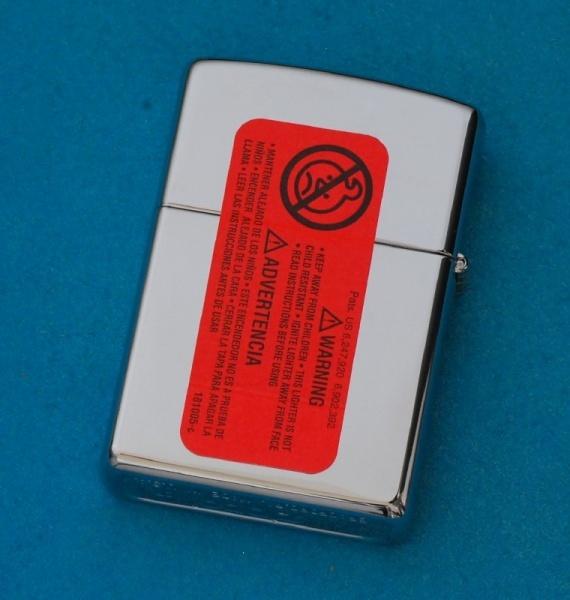 Pats. US 6,247,920 6,902,392
WARNING
• KEEP AWAY FROM CHILDREN • THIS LIGHTER IS NOT
CHILD RESISTANT • IGNITE LIGHTER AWAY FROM FACE
• READ INSTRUCTIONS BEFORE USING
ADVERTENCIA
• MANTENER ALEJADO DE LOS NIÑOS • ESTE ENCENDEDOR NO ES A PRUEBA DE
NIÑOS • ENCENDER ALEJADO DE LA CARA • CERRAR LA TAPA PARA APAGAR LA
LLAMA • LEER LAS INSTRUCCIONES ANTES DE USAR
181005-c